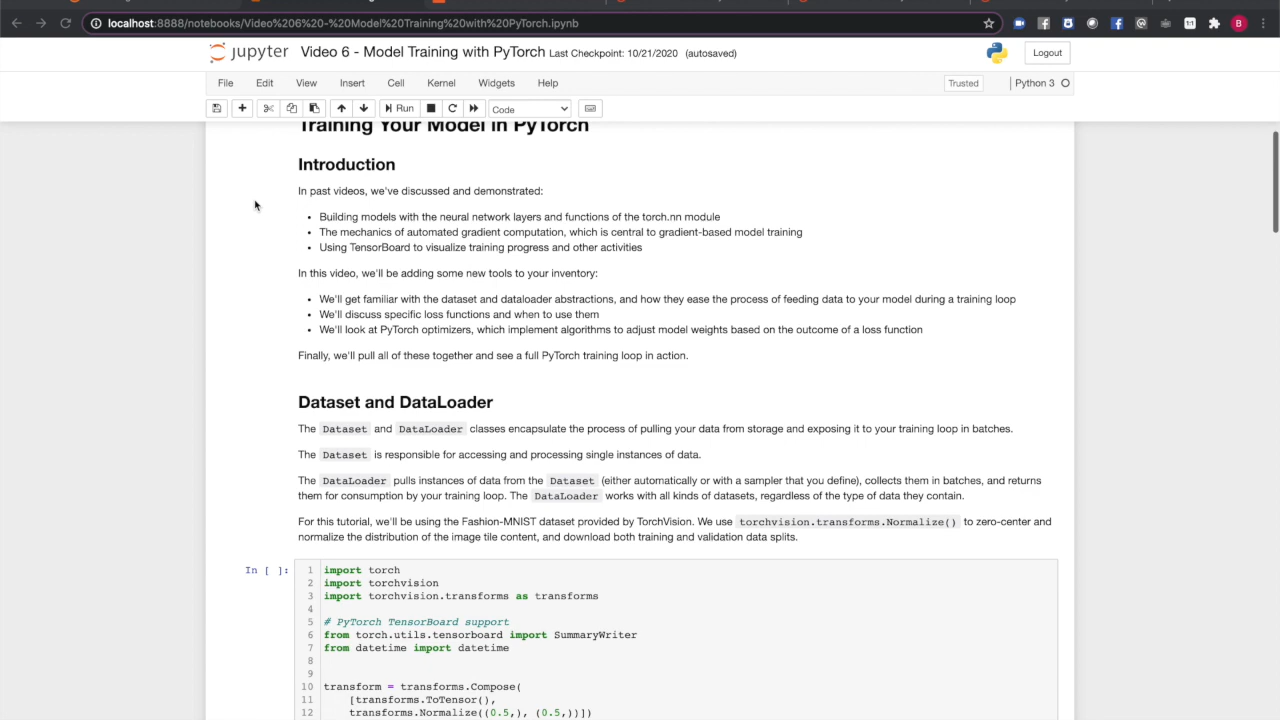 localhost:8888/notebooks/Video%206%20-%20Model%20Training%20with%20PyTorch.ipynb
1:1
B
jupyter Video 6 - Model Training with PyTorch Last Checkpoint: 10/21/2020 (autosaved)
Logout
File Edit View Insert Cell Kernel Widgets Help
Trusted
Python 3
Run
Code
Training Your Model in PyTorch
Introduction
In past videos, we've discussed and demonstrated:
• Building models with the neural network layers and functions of the torch.nn module
• The mechanics of automated gradient computation, which is central to gradient-based model training
• Using TensorBoard to visualize training progress and other activities
In this video, we'll be adding some new tools to your inventory:
• We'll get familiar with the dataset and dataloader abstractions, and how they ease the process of feeding data to your model during a training loop
• We'll discuss specific loss functions and when to use them
• We'll look at PyTorch optimizers, which implement algorithms to adjust model weights based on the outcome of a loss function
Finally, we'll pull all of these together and see a full PyTorch training loop in action.
Dataset and DataLoader
The Dataset and DataLoader classes encapsulate the process of pulling your data from storage and exposing it to your training loop in batches.
The Dataset is responsible for accessing and processing single instances of data.
The DataLoader pulls instances of data from the Dataset (either automatically or with a sampler that you define), collects them in batches, and returns
them for consumption by your training loop. The DataLoader works with all kinds of datasets, regardless of the type of data they contain.
For this tutorial, we'll be using the Fashion-MNIST dataset provided by TorchVision. We use torchvision.transforms.Normalize() to zero-center and
normalize the distribution of the image tile content, and download both training and validation data splits.
In [ ]:
1 import torch
2 import torchvision
3 import torchvision.transforms as transforms
4
5 # PyTorch TensorBoard support
6 from torch.utils.tensorboard import SummaryWriter
7 from datetime import datetime
8
9
10 transform = transforms.Compose(
11 [transforms.ToTensor(),
12 transforms.Normalize((0.5,), (0.5,))])